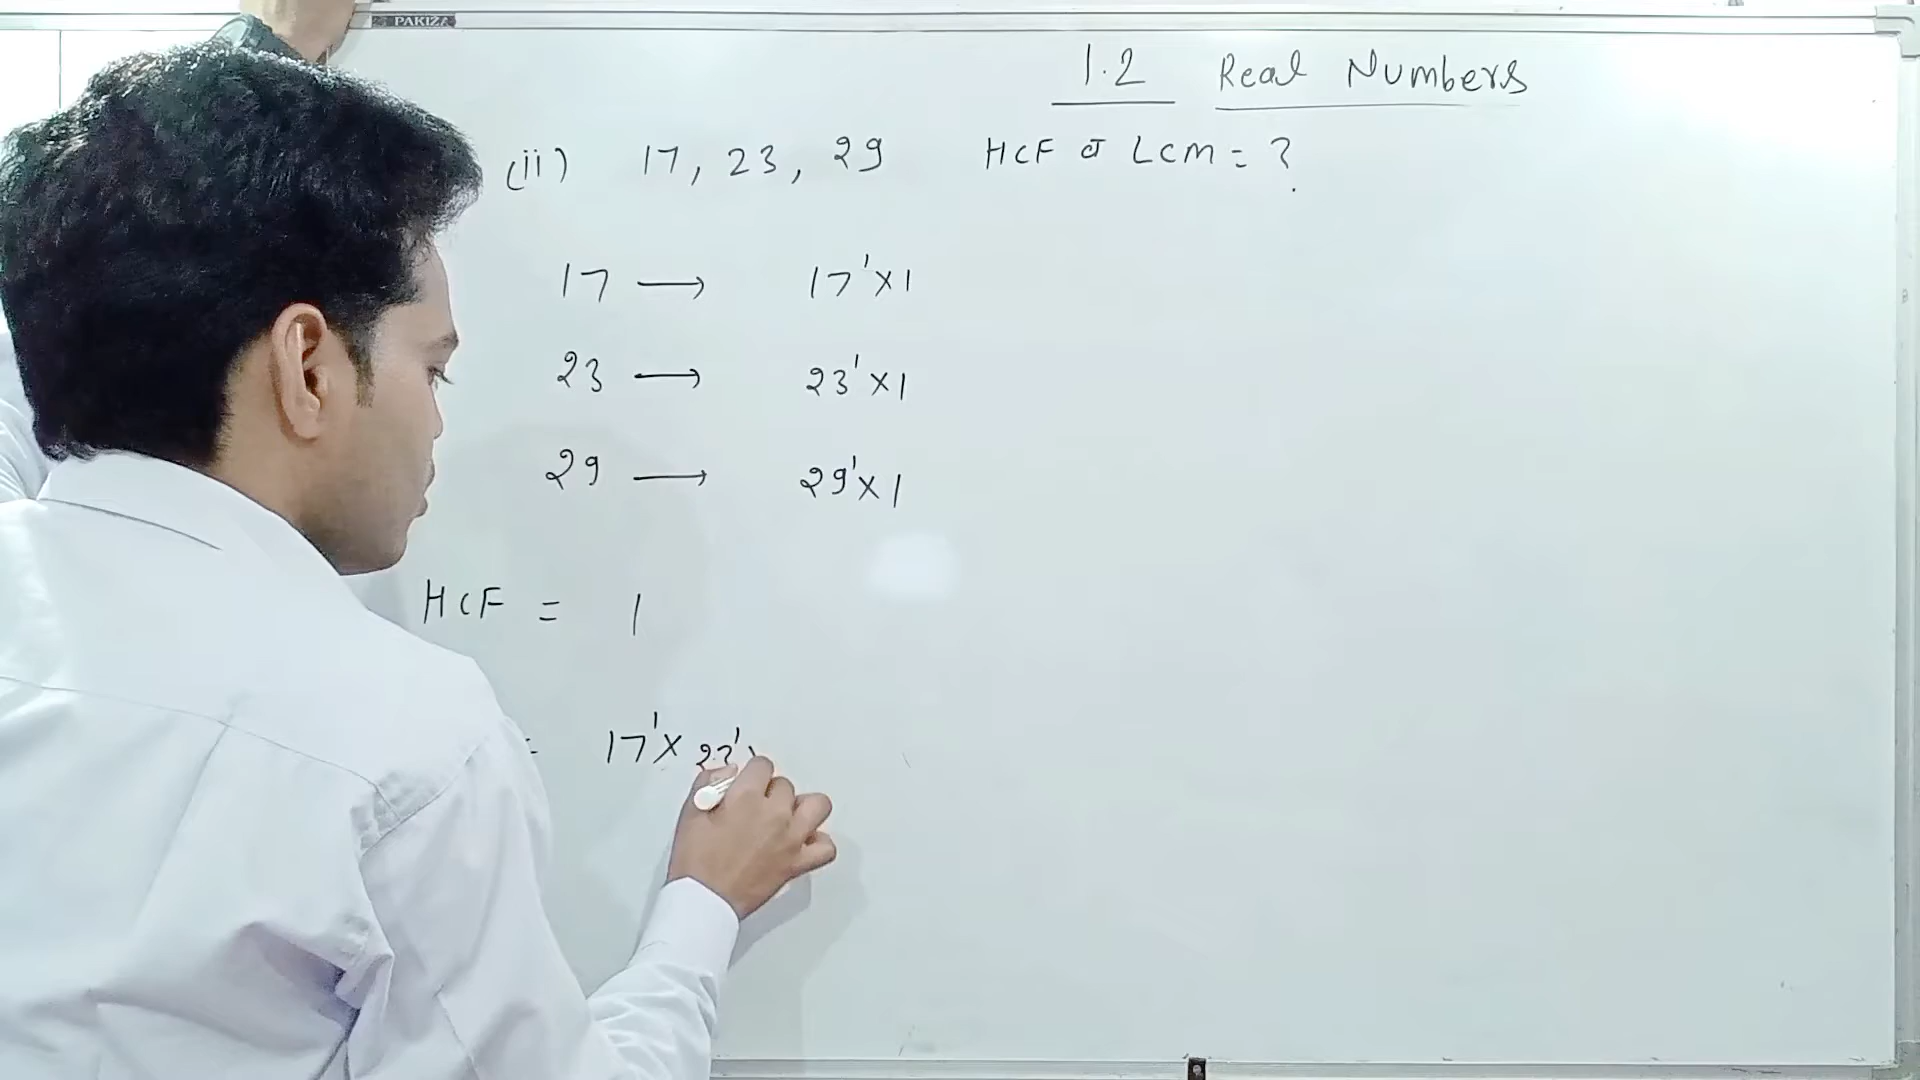 PAKIZA
1.2 Real Numbers
(ii) 17, 23, 29 HCF & LCM = ?
17 → 17¹×1
23 → 23¹×1
29 → 29¹×1
HCF = 1
= 17¹× 23¹